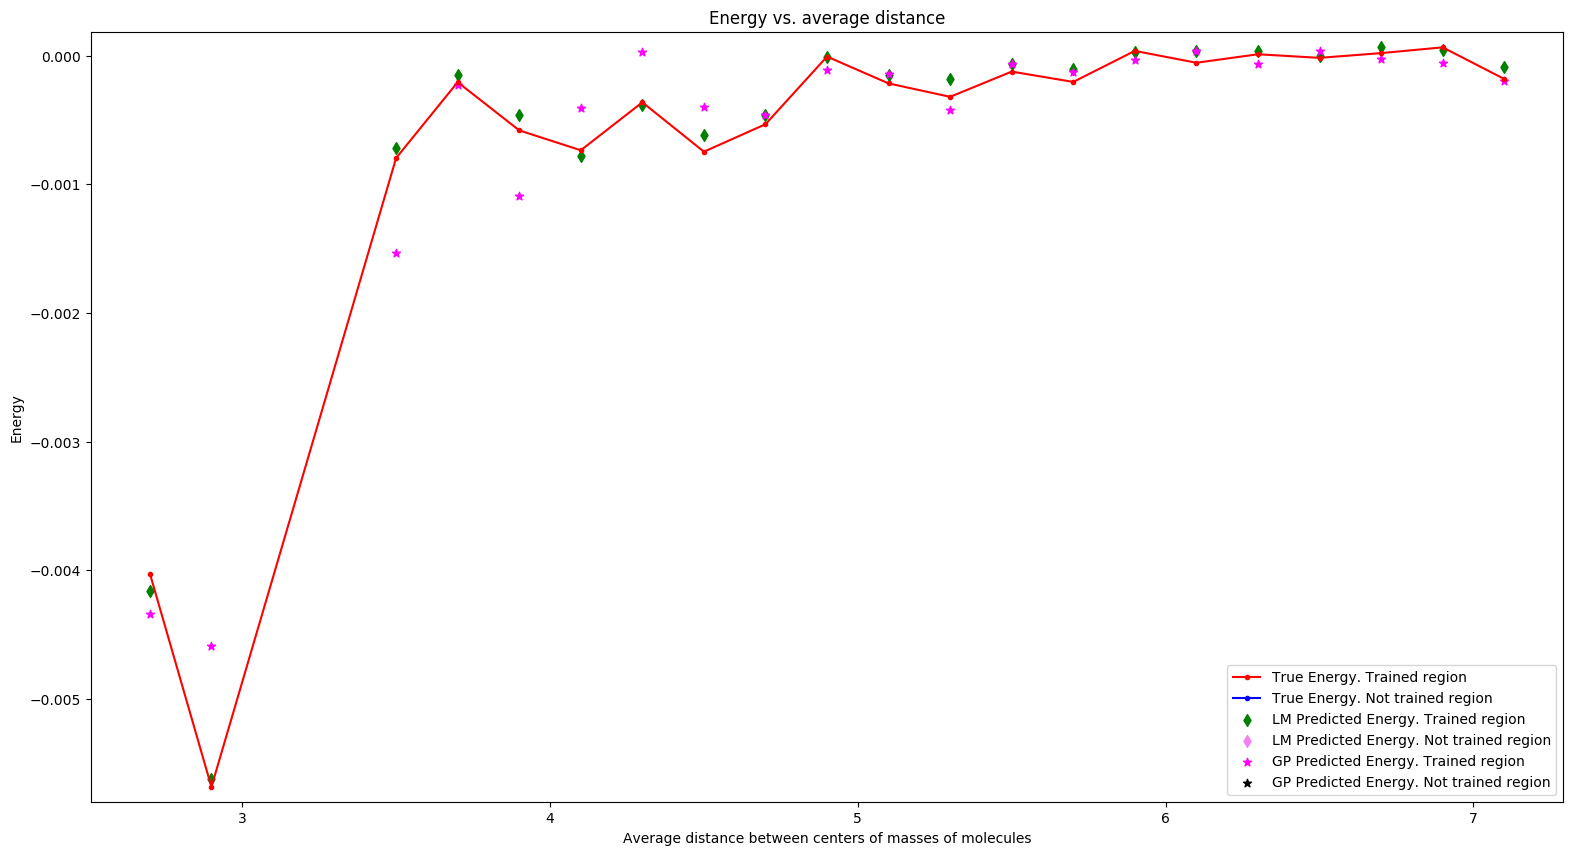 Energy vs. average distance
0.000
−0.001
−0.002
−0.003
−0.004
−0.005
Energy
3
4
5
6
7
Average distance between centers of masses of molecules
True Energy. Trained region
True Energy. Not trained region
LM Predicted Energy. Trained region
LM Predicted Energy. Not trained region
GP Predicted Energy. Trained region
GP Predicted Energy. Not trained region